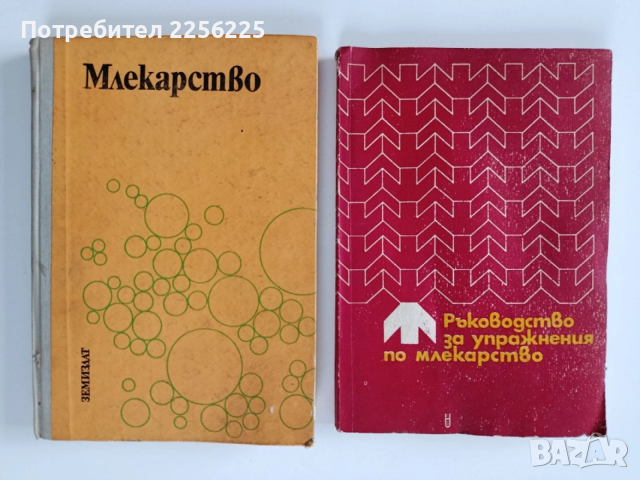 Потребител 2256225
Млекарство
ЗЕМИЗДАТ
Ръководство
за упражнения
по млекарство
BAZAR